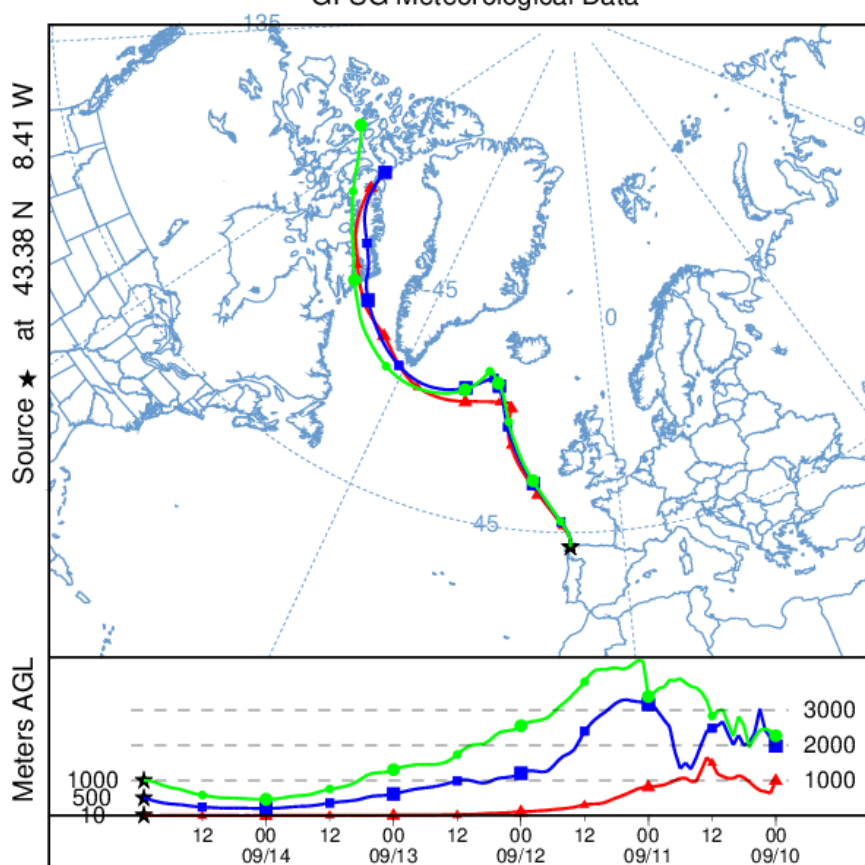 GFSG Meteorological Data
135
9
-45
0
45
Source ★ at 43.38 N 8.41 W
Meters AGL
3000
2000
1000
1000
500
10
12 00 12 00 12 00 12 00 12 00
09/14 09/13 09/12 09/11 09/10